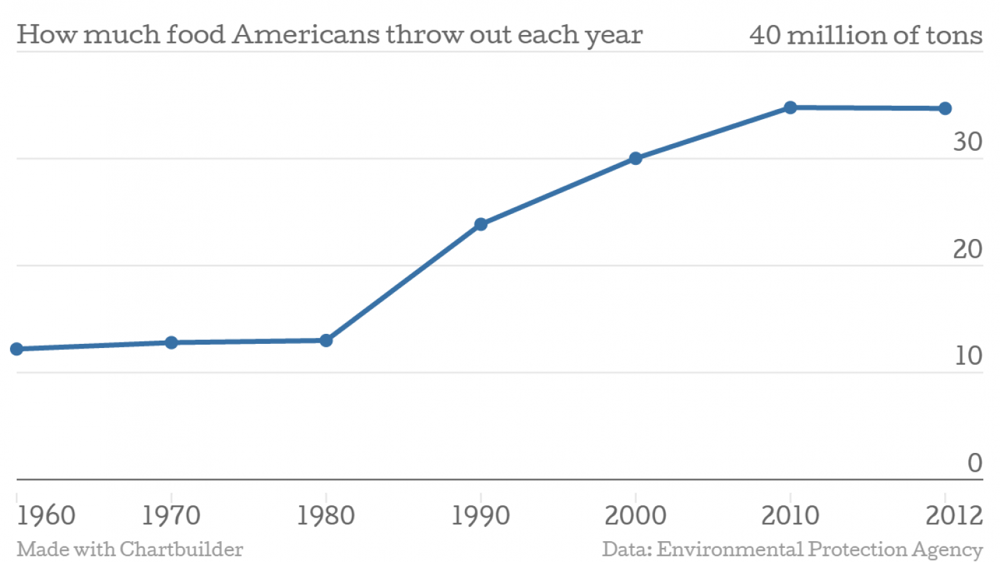 How much food Americans throw out each year 40 million of tons
30
20
10
0
1960 1970 1980 1990 2000 2010 2012
Made with Chartbuilder Data: Environmental Protection Agency